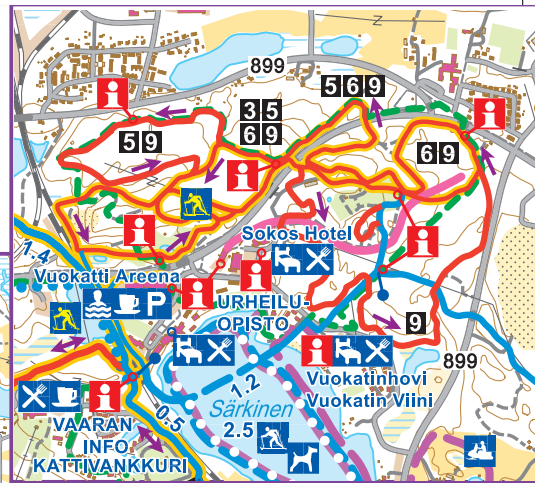 899
5 6 9
3 5
6 9
5 9
6 9
i
i
i
i
Sokos Hotel
i
i
i
1.4
Vuokatti Areena
P
URHEILU-
OPISTO
9
i
899
Vuokatinhovi
Vuokatin Viini
1.2
i
0.5
Särkinen
2.5
VAARAN
INFO
KATTIVANKKURI